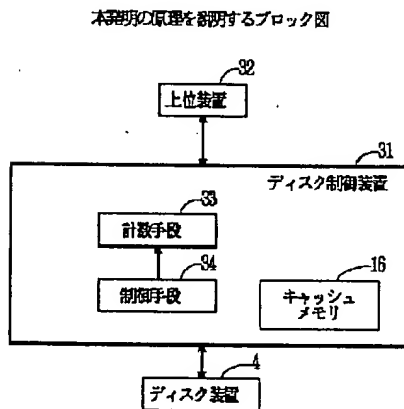 本発明の原理を説明するブロック図
32
上位装置
31
ディスク制御装置
33
計数手段
34
制御手段
16
キャッシュ
メモリ
4
ディスク装置